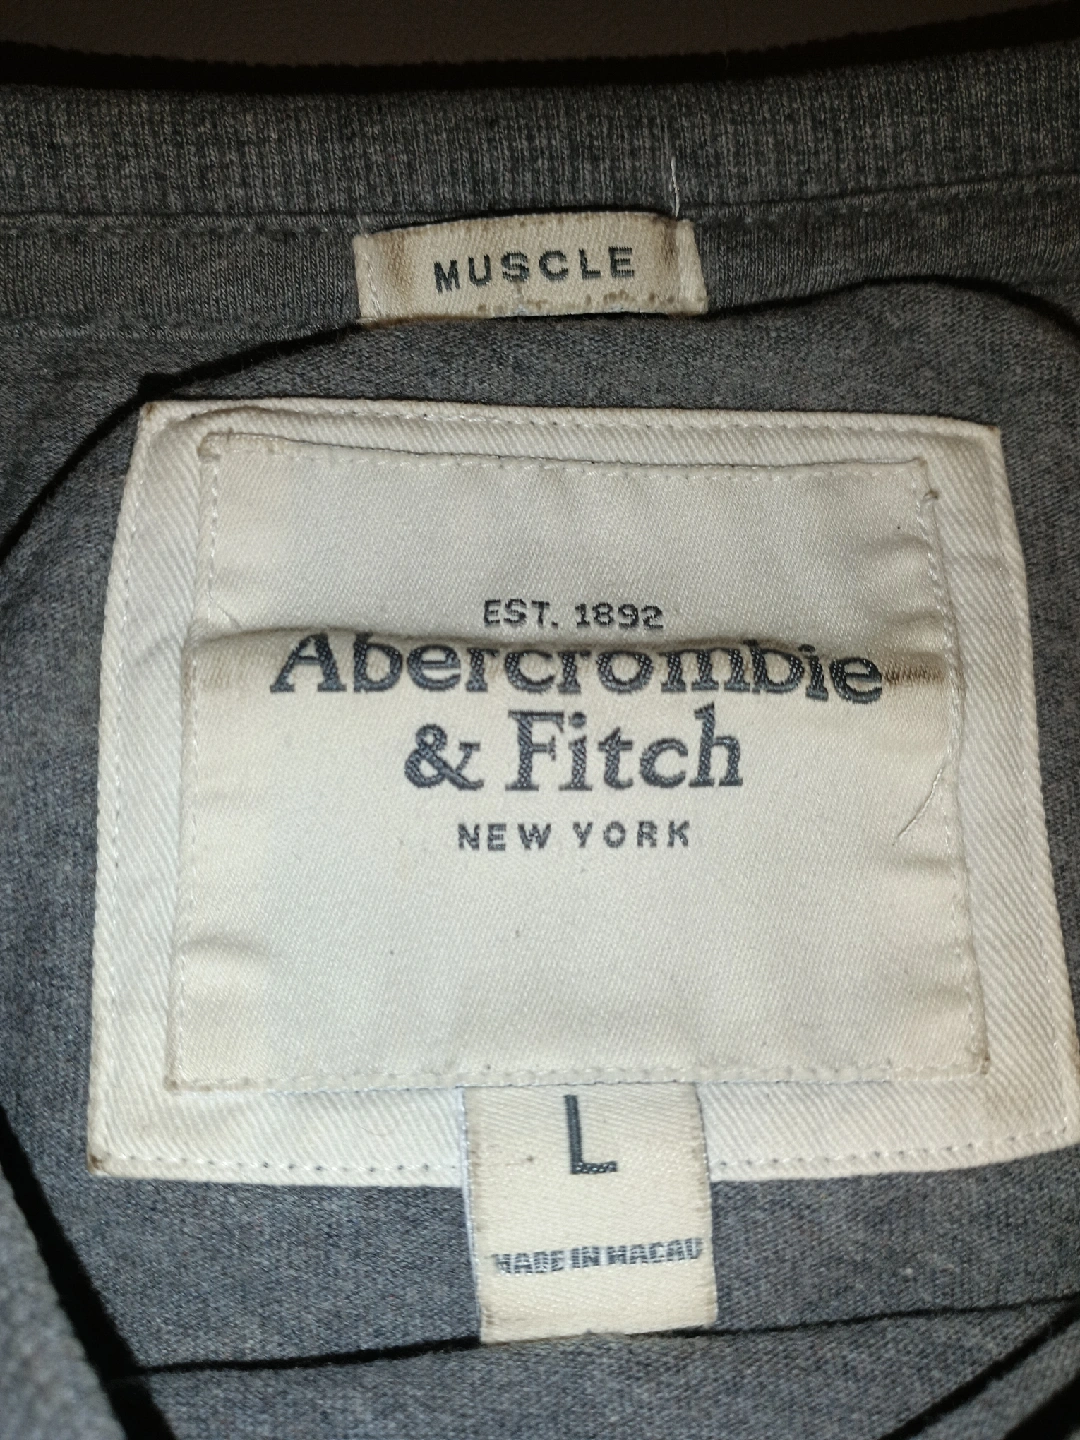 MUSCLE
EST. 1892
Abercrombie
& Fitch
NEW YORK
L
MADE IN MACAU